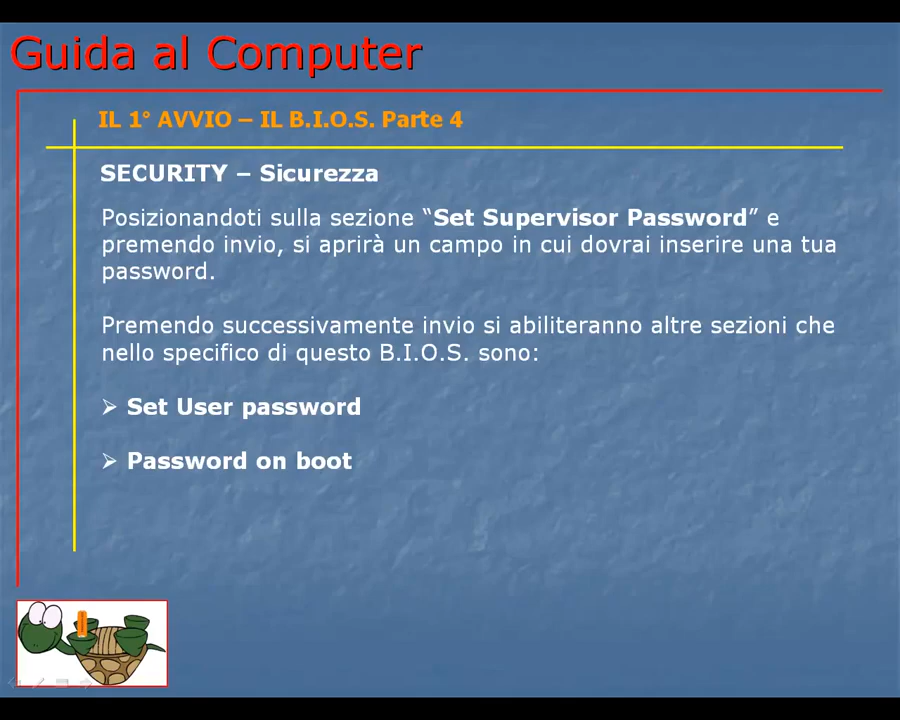 Guida al Computer
IL 1° AVVIO – IL B.I.O.S. Parte 4
SECURITY – Sicurezza
Posizionandoti sulla sezione “Set Supervisor Password” e
premendo invio, si aprirà un campo in cui dovrai inserire una tua
password.
Premendo successivamente invio si abiliteranno altre sezioni che
nello specifico di questo B.I.O.S. sono:
➢ Set User password
➢ Password on boot